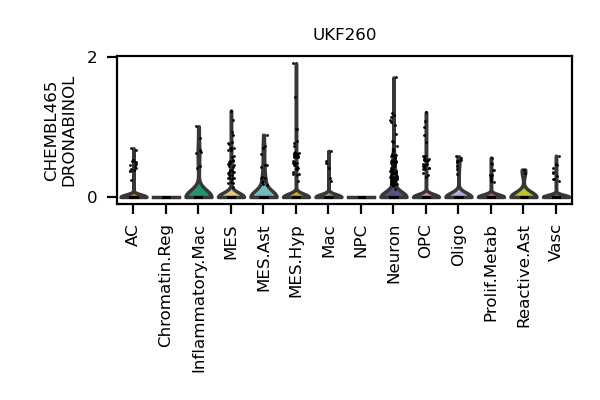 UKF260
CHEMBL465
DRONABINOL
2
0
AC
Chromatin.Reg
Inflammatory.Mac
MES
MES.Ast
MES.Hyp
Mac
NPC
Neuron
OPC
Oligo
Prolif.Metab
Reactive.Ast
Vasc